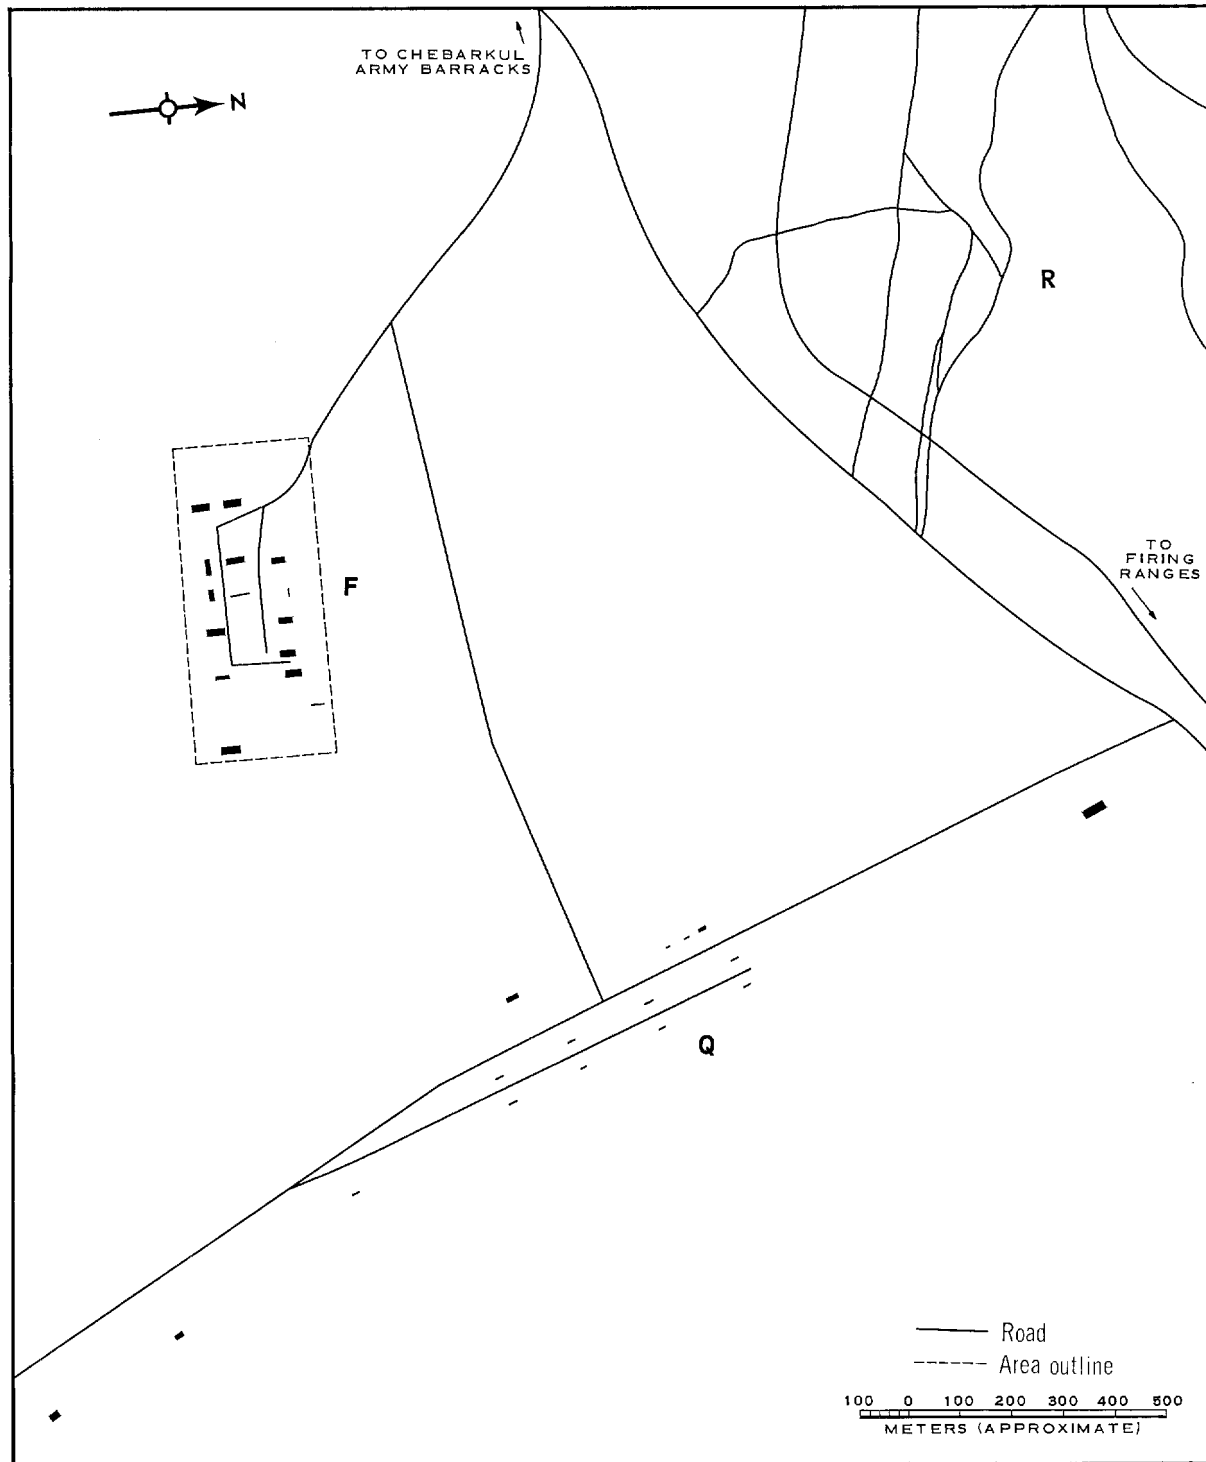 TO CHEBARKUL
ARMY BARRACKS
N
R
TO
FIRING
RANGES
F
Q
Road
Area outline
100 0 100 200 300 400 500
METERS (APPROXIMATE)